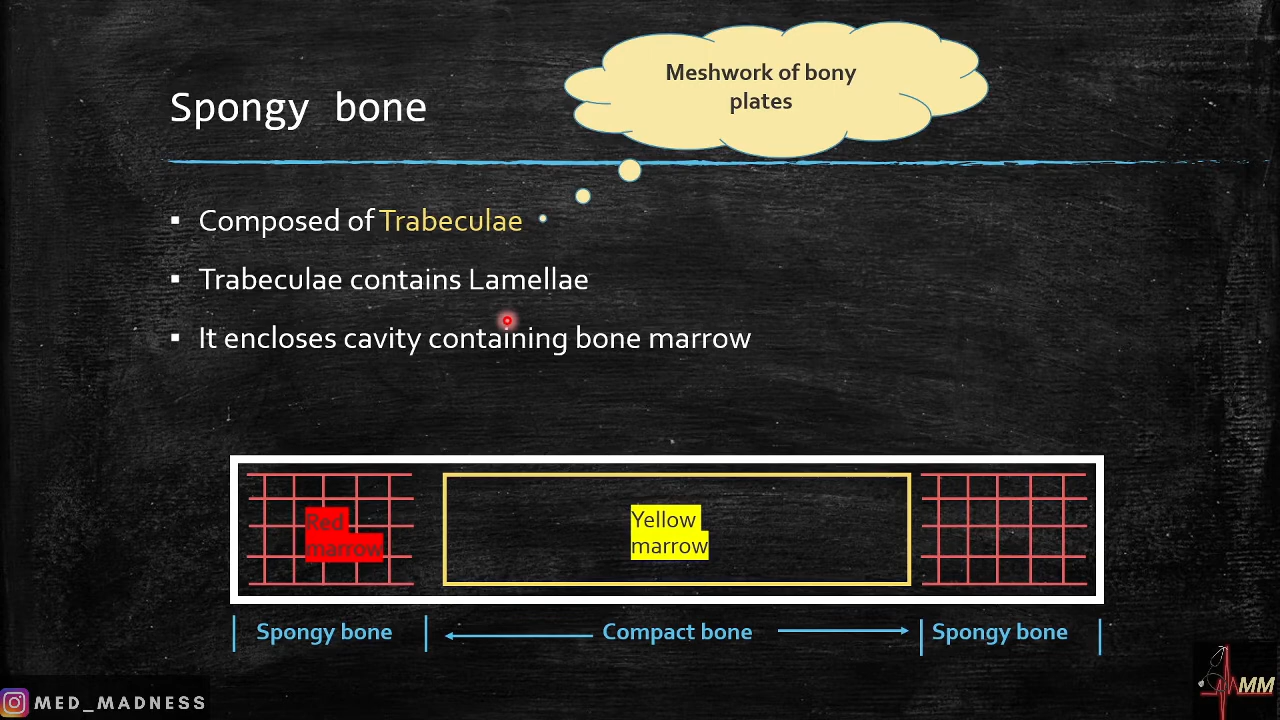 Meshwork of bony
plates
Spongy bone
▪ Composed of Trabeculae
▪ Trabeculae contains Lamellae
▪ It encloses cavity containing bone marrow
Red
marrow
Yellow
marrow
Spongy bone
Compact bone
Spongy bone
MED_MADNESS
MM